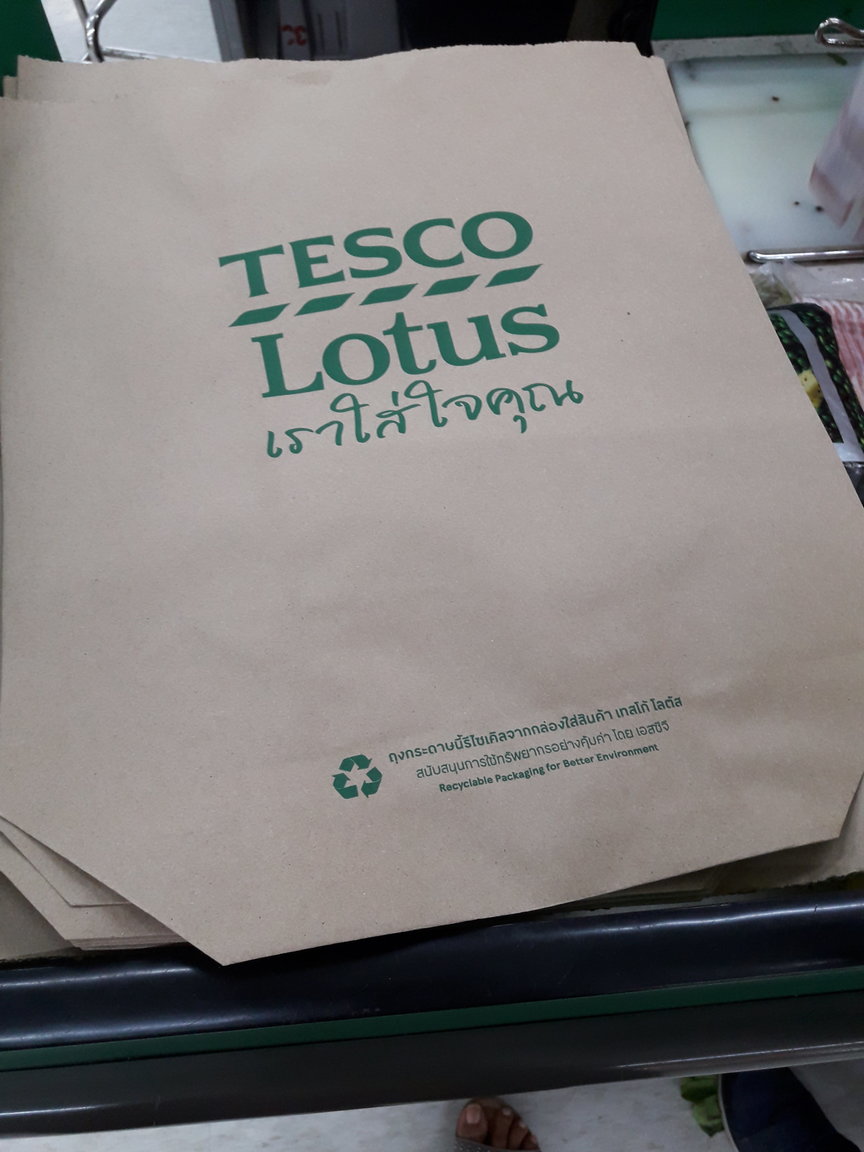 TESCO
Lotus
เราใส่ใจคุณ
ถุงกระดาษนี้รีไซเคิลจากกล่องใส่สินค้า เทสโก้ โลตัส
สนับสนุนการใช้ทรัพยากรอย่างคุ้มค่า โดย เอสซีจี
Recyclable Packaging for Better Environment